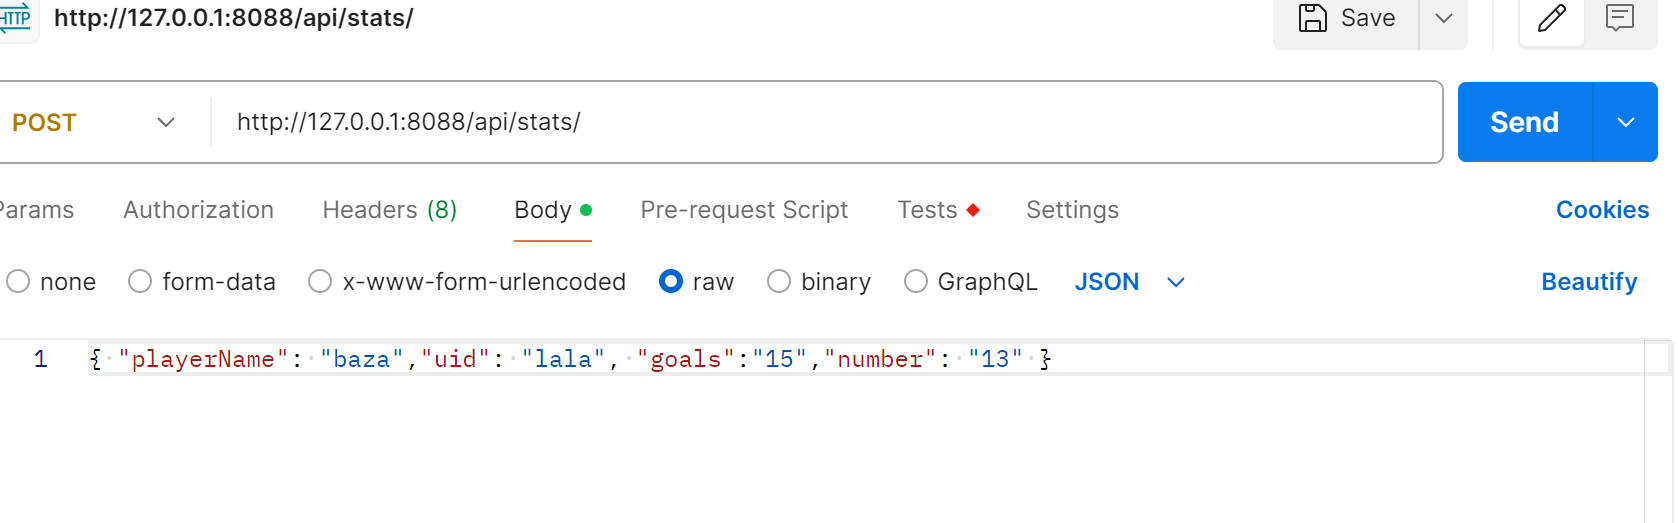 HTTP http://127.0.0.1:8088/api/stats/ Save
POST http://127.0.0.1:8088/api/stats/ Send
Params Authorization Headers (8) Body Pre-request Script Tests Settings Cookies
none form-data x-www-form-urlencoded raw binary GraphQL JSON Beautify
1 { "playerName": "baza","uid": "lala", "goals":"15","number": "13" }